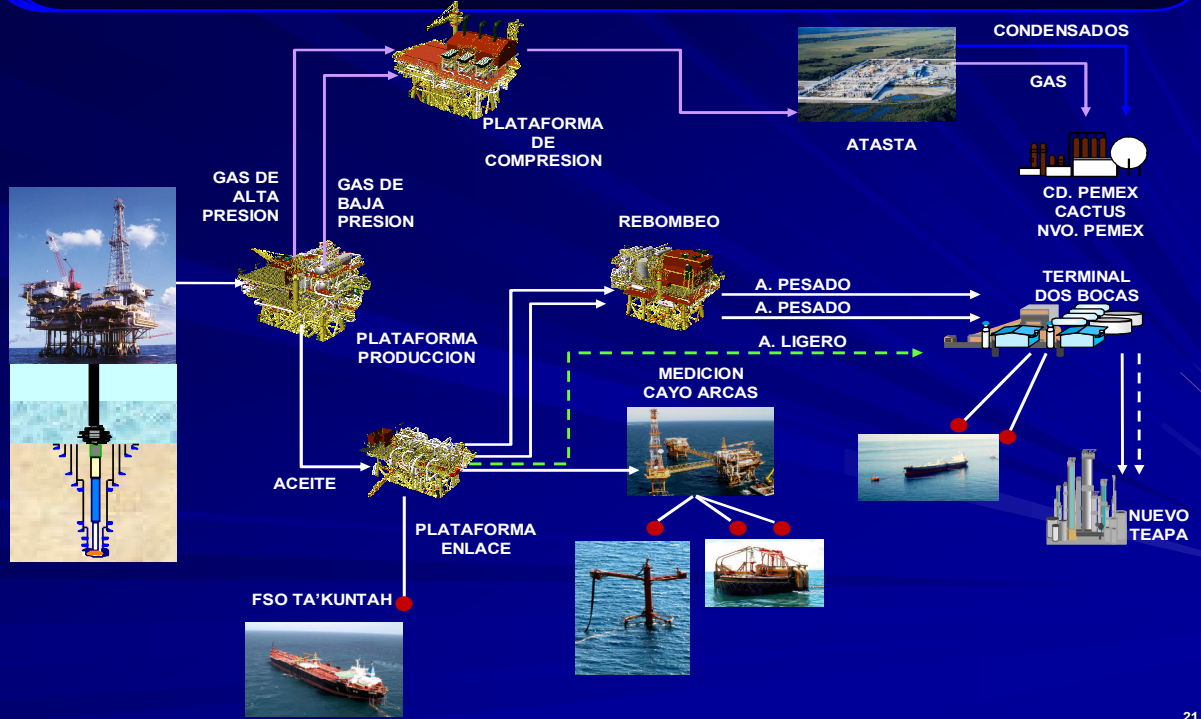 CONDENSADOS
GAS
PLATAFORMA
DE
COMPRESION
ATASTA
GAS DE
ALTA
PRESION
GAS DE
BAJA
PRESION
CD. PEMEX
CACTUS
NVO. PEMEX
REBOMBEO
TERMINAL
DOS BOCAS
A. PESADO
A. PESADO
A. LIGERO
PLATAFORMA
PRODUCCION
MEDICION
CAYO ARCAS
ACEITE
PLATAFORMA
ENLACE
NUEVO
TEAPA
FSO TA'KUNTAH
21